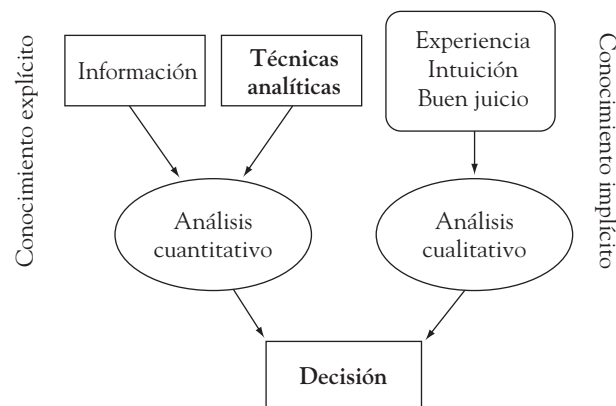 Conocimiento explícito
Información
Técnicas
analíticas
Experiencia
Intuición
Buen juicio
Conocimiento implícito
Análisis
cuantitativo
Análisis
cualitativo
Decisión